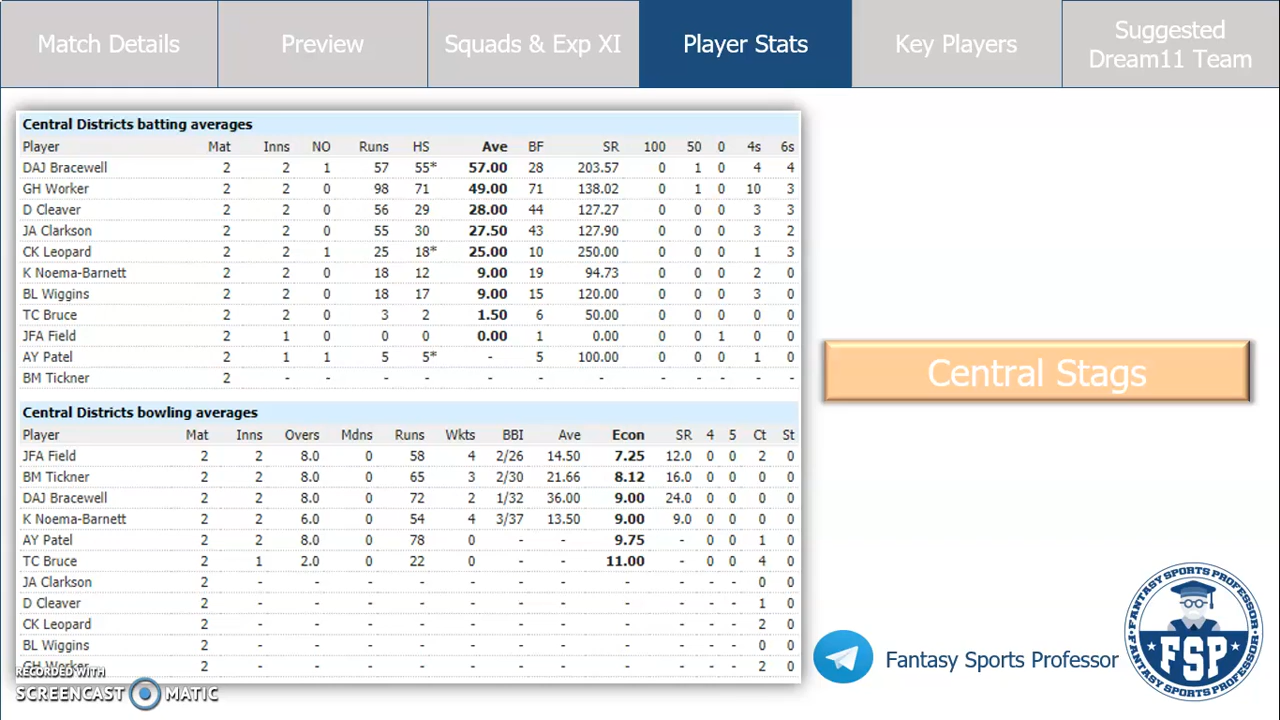 Match Details Preview Squads & Exp XI Player Stats Key Players Suggested
Dream11 Team
Central Districts batting averages
Player Mat Inns NO Runs HS Ave BF SR 100 50 0 4s 6s
DAJ Bracewell 2 2 1 57 55* 57.00 28 203.57 0 1 0 4 4
GH Worker 2 2 0 98 71 49.00 71 138.02 0 1 0 10 3
D Cleaver 2 2 0 56 29 28.00 44 127.27 0 0 0 3 3
JA Clarkson 2 2 0 55 30 27.50 43 127.90 0 0 0 3 2
CK Leopard 2 2 1 25 18* 25.00 10 250.00 0 0 0 1 3
K Noema-Barnett 2 2 0 18 12 9.00 19 94.73 0 0 0 2 0
BL Wiggins 2 2 0 18 17 9.00 15 120.00 0 0 0 3 0
TC Bruce 2 2 0 3 2 1.50 6 50.00 0 0 0 0 0
JFA Field 2 1 0 0 0 0.00 1 0.00 0 0 1 0 0
AY Patel 2 1 1 5 5* - 5 100.00 0 0 0 1 0
BM Tickner 2 - - - - - - - - - - - -
Central Districts bowling averages
Player Mat Inns Overs Mdns Runs Wkts BBI Ave Econ SR 4 5 Ct St
JFA Field 2 2 8.0 0 58 4 2/26 14.50 7.25 12.0 0 0 2 0
BM Tickner 2 2 8.0 0 65 3 2/30 21.66 8.12 16.0 0 0 0 0
DAJ Bracewell 2 2 8.0 0 72 2 1/32 36.00 9.00 24.0 0 0 0 0
K Noema-Barnett 2 2 6.0 0 54 4 3/37 13.50 9.00 9.0 0 0 0 0
AY Patel 2 2 8.0 0 78 0 - - 9.75 - 0 0 1 0
TC Bruce 2 1 2.0 0 22 0 - - 11.00 - 0 0 4 0
JA Clarkson 2 - - - - - - - - - - - 0 0
D Cleaver 2 - - - - - - - - - - - 1 0
CK Leopard 2 - - - - - - - - - - - 2 0
BL Wiggins 2 - - - - - - - - - - - 0 0
GH Worker 2 - - - - - - - - - - - 2 0
RECORDED WITH
SCREENCAST MATIC
Central Stags
Fantasy Sports Professor
FANTASY SPORTS PROFESSOR
FSP
FANTASY SPORTS PROFESSOR